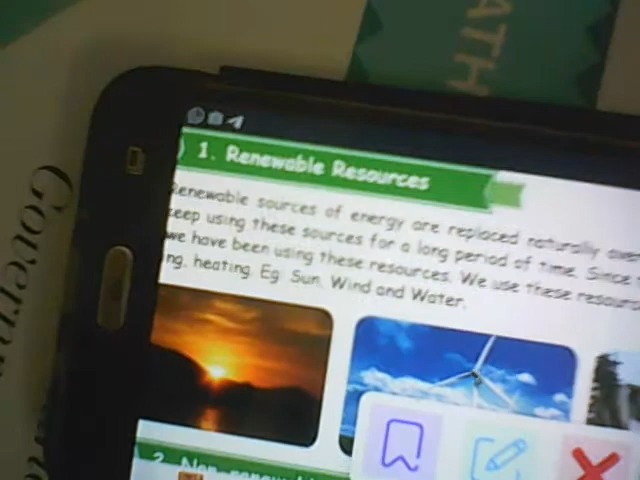 ATH
1. Renewable Resources
Renewable sources of energy are replaced naturally over
keep using these sources for a long period of time. Since
we have been using these resources. We use these resour
ng, heating. Eg: Sun, Wind and Water.
2. Non-renew
Govern